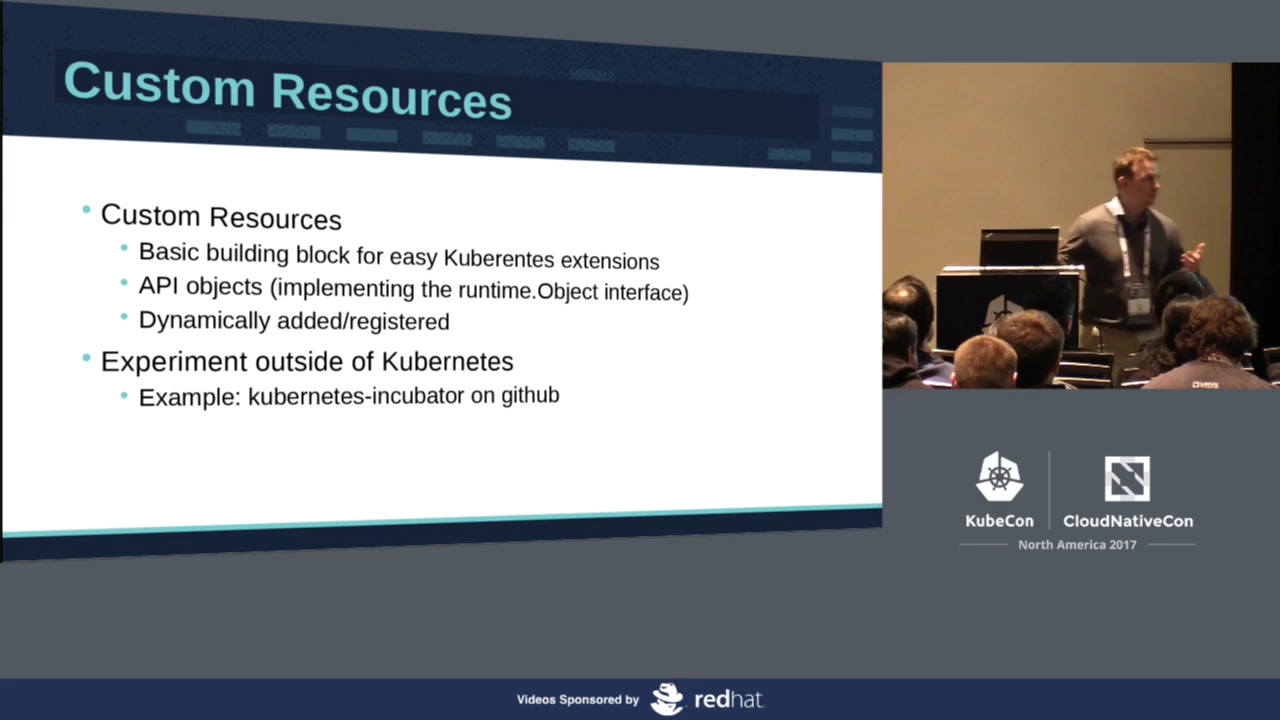 Custom Resources
Custom Resources
Basic building block for easy Kuberentes extensions
API objects (implementing the runtime.Object interface)
Dynamically added/registered
Experiment outside of Kubernetes
Example: kubernetes-incubator on github
KubeCon
CloudNativeCon
North America 2017
Videos Sponsored by
redhat